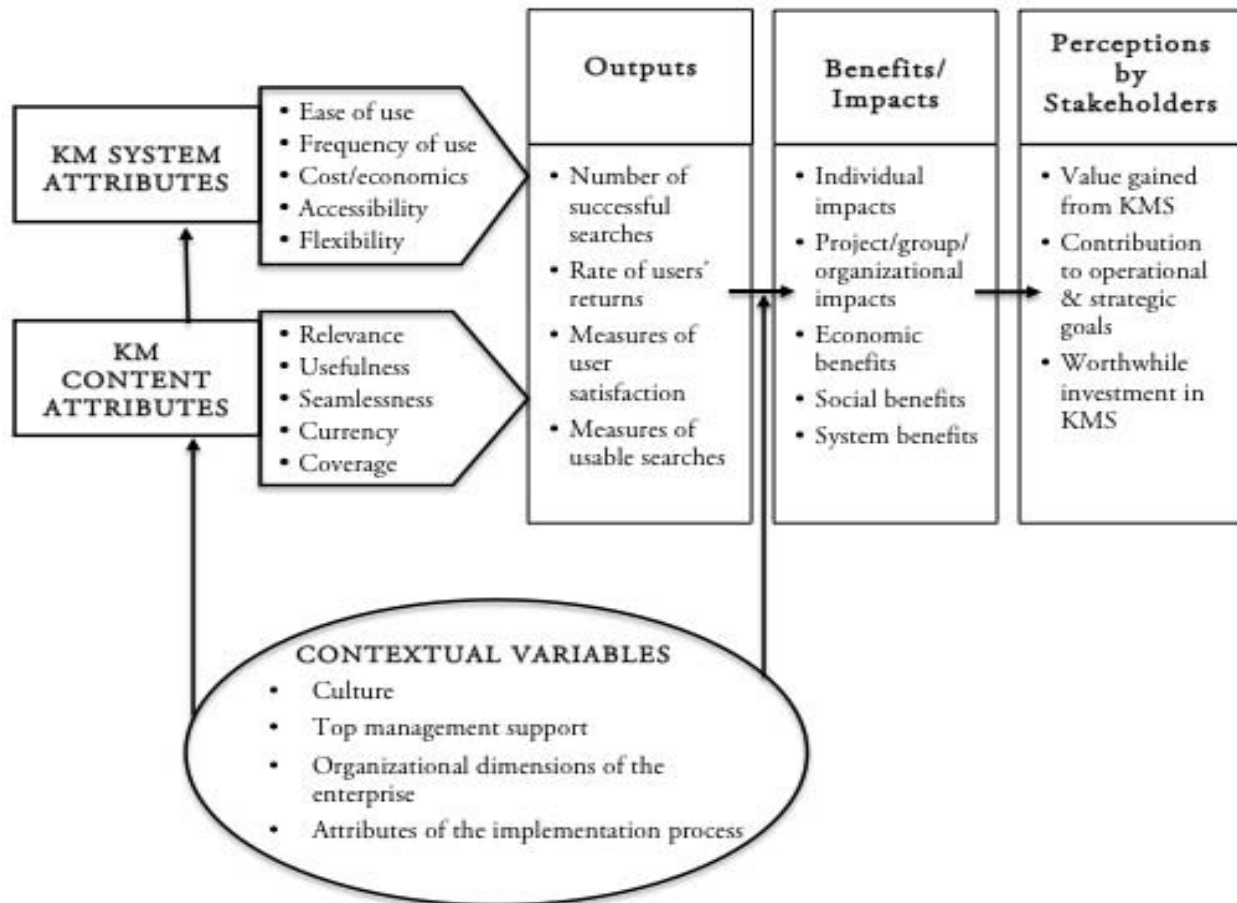 KM SYSTEM
ATTRIBUTES
• Ease of use
• Frequency of use
• Cost/economics
• Accessibility
• Flexibility
KM
CONTENT
ATTRIBUTES
• Relevance
• Usefulness
• Seamlessness
• Currency
• Coverage
Outputs
• Number of
successful
searches
• Rate of users´
returns
• Measures of
user
satisfaction
• Measures of
usable searches
Benefits/
Impacts
• Individual
impacts
• Project/group/
organizational
impacts
• Economic
benefits
• Social benefits
• System benefits
Perceptions
by
Stakeholders
• Value gained
from KMS
• Contribution
to operational
& strategic
goals
• Worthwhile
investment in
KMS
CONTEXTUAL VARIABLES
• Culture
• Top management support
• Organizational dimensions of the
enterprise
• Attributes of the implementation process